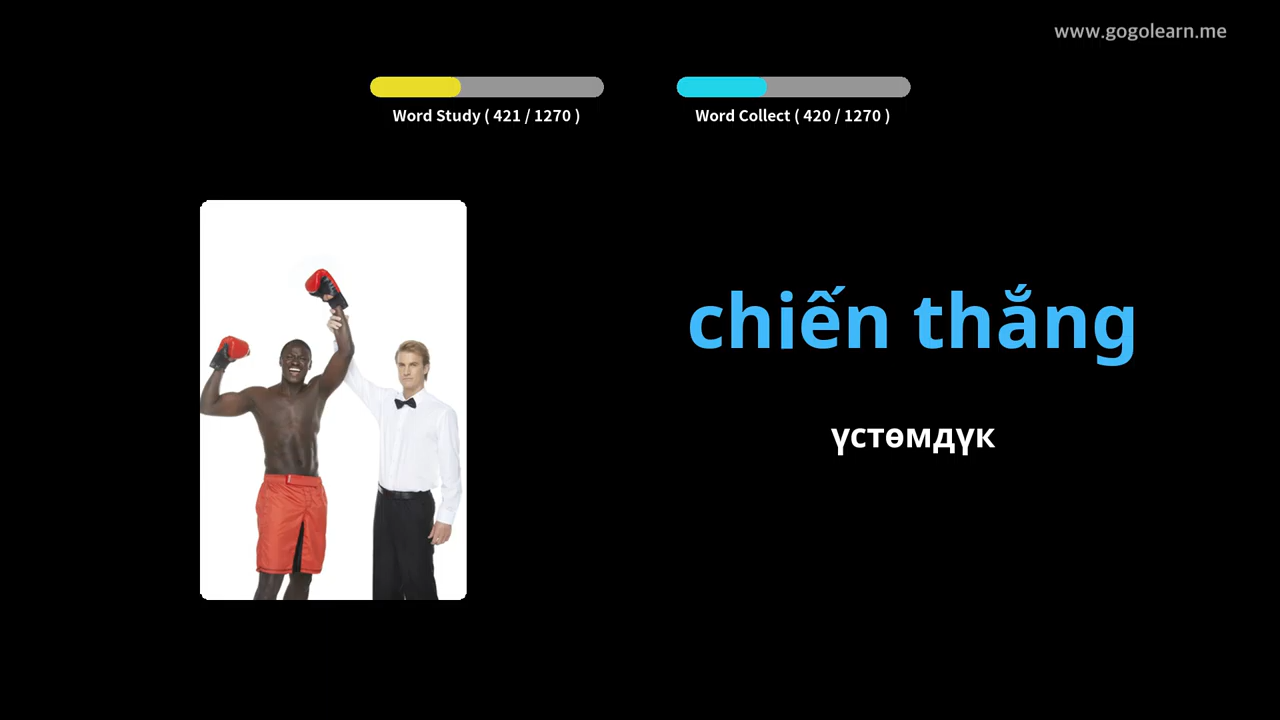 www.gogolearn.me
Word Study ( 421 / 1270 )
Word Collect ( 420 / 1270 )
chiến thắng
үстөмдүк